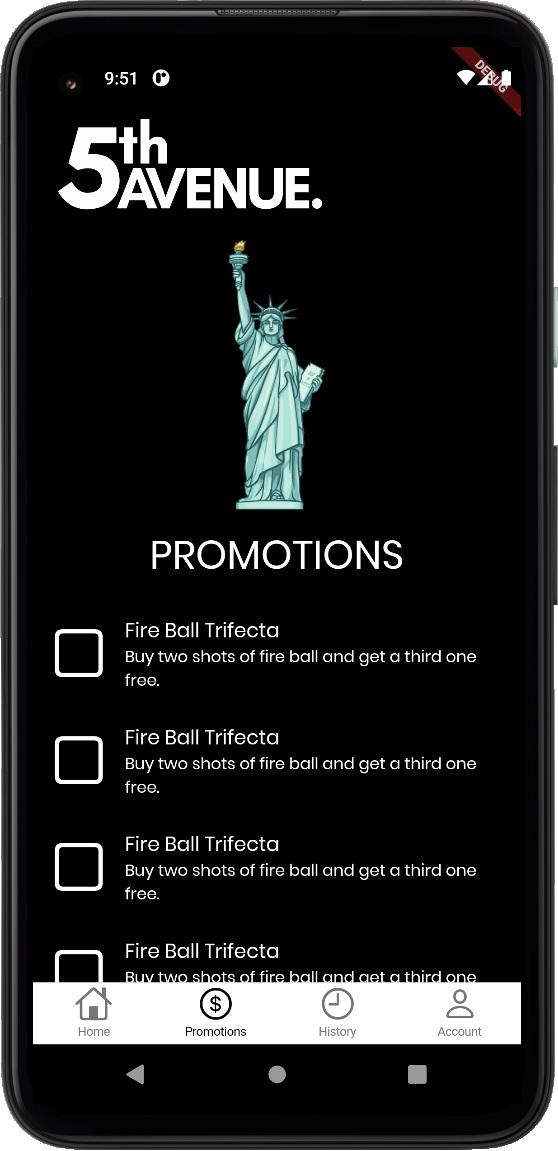 9:51
DEBUG
5th
AVENUE.
PROMOTIONS
Fire Ball Trifecta
Buy two shots of fire ball and get a third one
free.
Fire Ball Trifecta
Buy two shots of fire ball and get a third one
free.
Fire Ball Trifecta
Buy two shots of fire ball and get a third one
free.
Fire Ball Trifecta
Buy two shots of fire ball and get a third one
Home
Promotions
History
Account